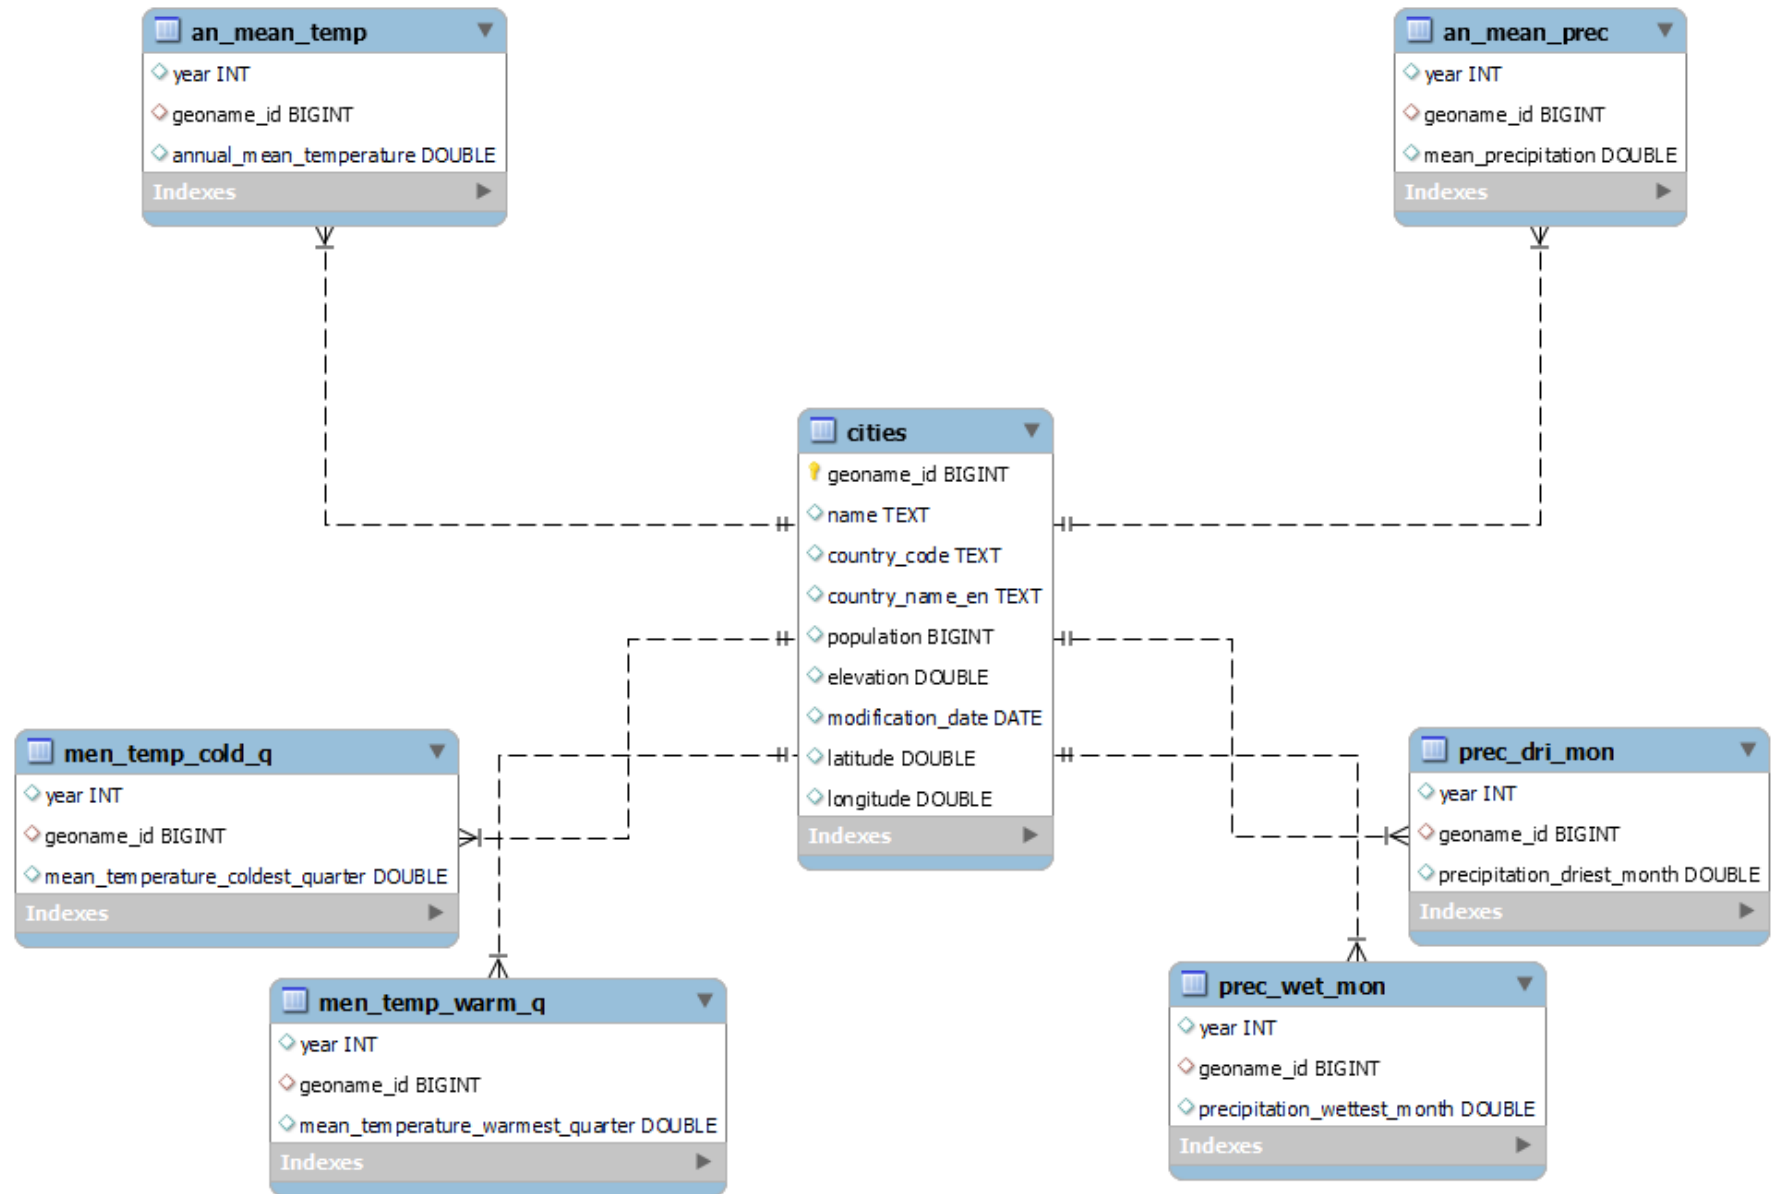 an_mean_temp
year INT
geoname_id BIGINT
annual_mean_temperature DOUBLE
Indexes
an_mean_prec
year INT
geoname_id BIGINT
mean_precipitation DOUBLE
Indexes
cities
geoname_id BIGINT
name TEXT
country_code TEXT
country_name_en TEXT
population BIGINT
elevation DOUBLE
modification_date DATE
latitude DOUBLE
longitude DOUBLE
Indexes
men_temp_cold_q
year INT
geoname_id BIGINT
mean_temperature_coldest_quarter DOUBLE
Indexes
prec_dri_mon
year INT
geoname_id BIGINT
precipitation_driest_month DOUBLE
Indexes
men_temp_warm_q
year INT
geoname_id BIGINT
mean_temperature_warmest_quarter DOUBLE
Indexes
prec_wet_mon
year INT
geoname_id BIGINT
precipitation_wettest_month DOUBLE
Indexes